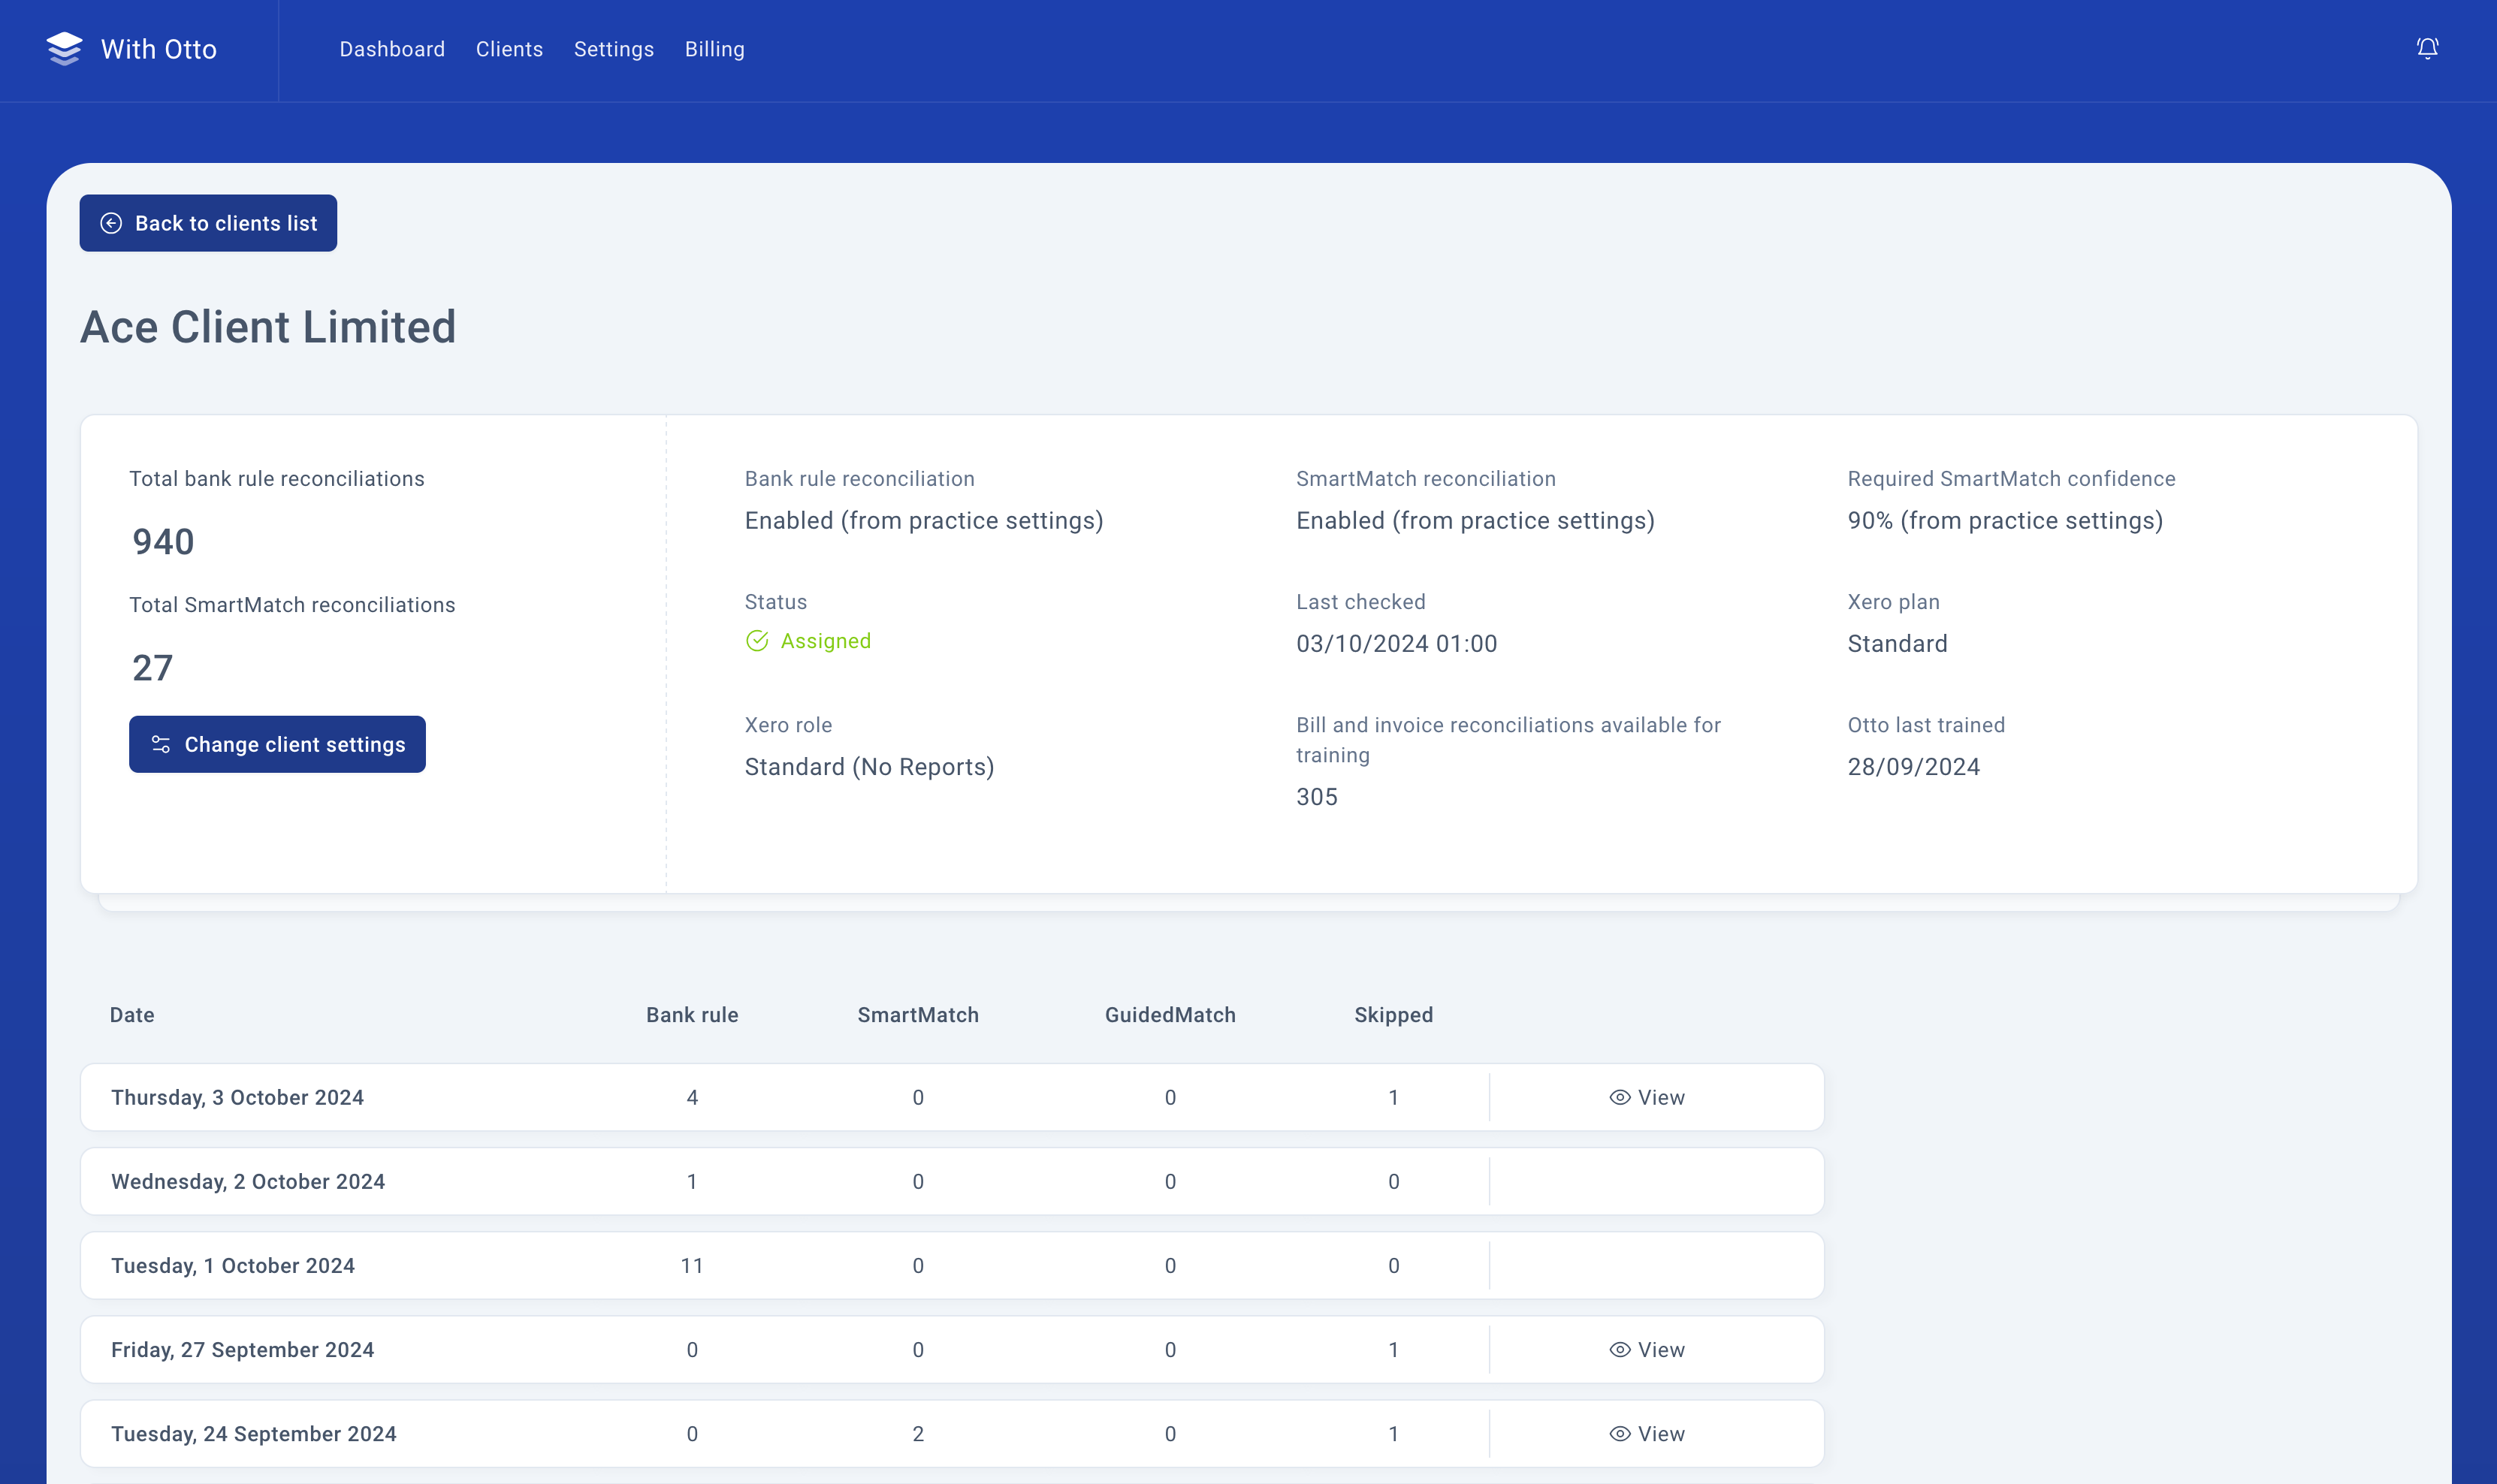 With Otto
Dashboard Clients Settings Billing
Back to clients list
Ace Client Limited
Total bank rule reconciliations
940
Total SmartMatch reconciliations
27
Change client settings
Bank rule reconciliation
Enabled (from practice settings)
SmartMatch reconciliation
Enabled (from practice settings)
Required SmartMatch confidence
90% (from practice settings)
Status
Assigned
Last checked
03/10/2024 01:00
Xero plan
Standard
Xero role
Standard (No Reports)
Bill and invoice reconciliations available for
training
305
Otto last trained
28/09/2024
Date Bank rule SmartMatch GuidedMatch Skipped
Thursday, 3 October 2024 4 0 0 1 View
Wednesday, 2 October 2024 1 0 0 0
Tuesday, 1 October 2024 11 0 0 0
Friday, 27 September 2024 0 0 0 1 View
Tuesday, 24 September 2024 0 2 0 1 View